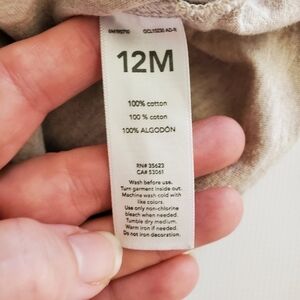 12M
100% cotton
100 % coton
100% ALGODÓN
RN# 35623
CA# 53061
Wash before use.
Turn garment inside out.
Machine wash cold with
like colors.
Use only non-chlorine
bleach when needed.
Tumble dry medium.
Warm iron if needed.
Do not iron decoration.